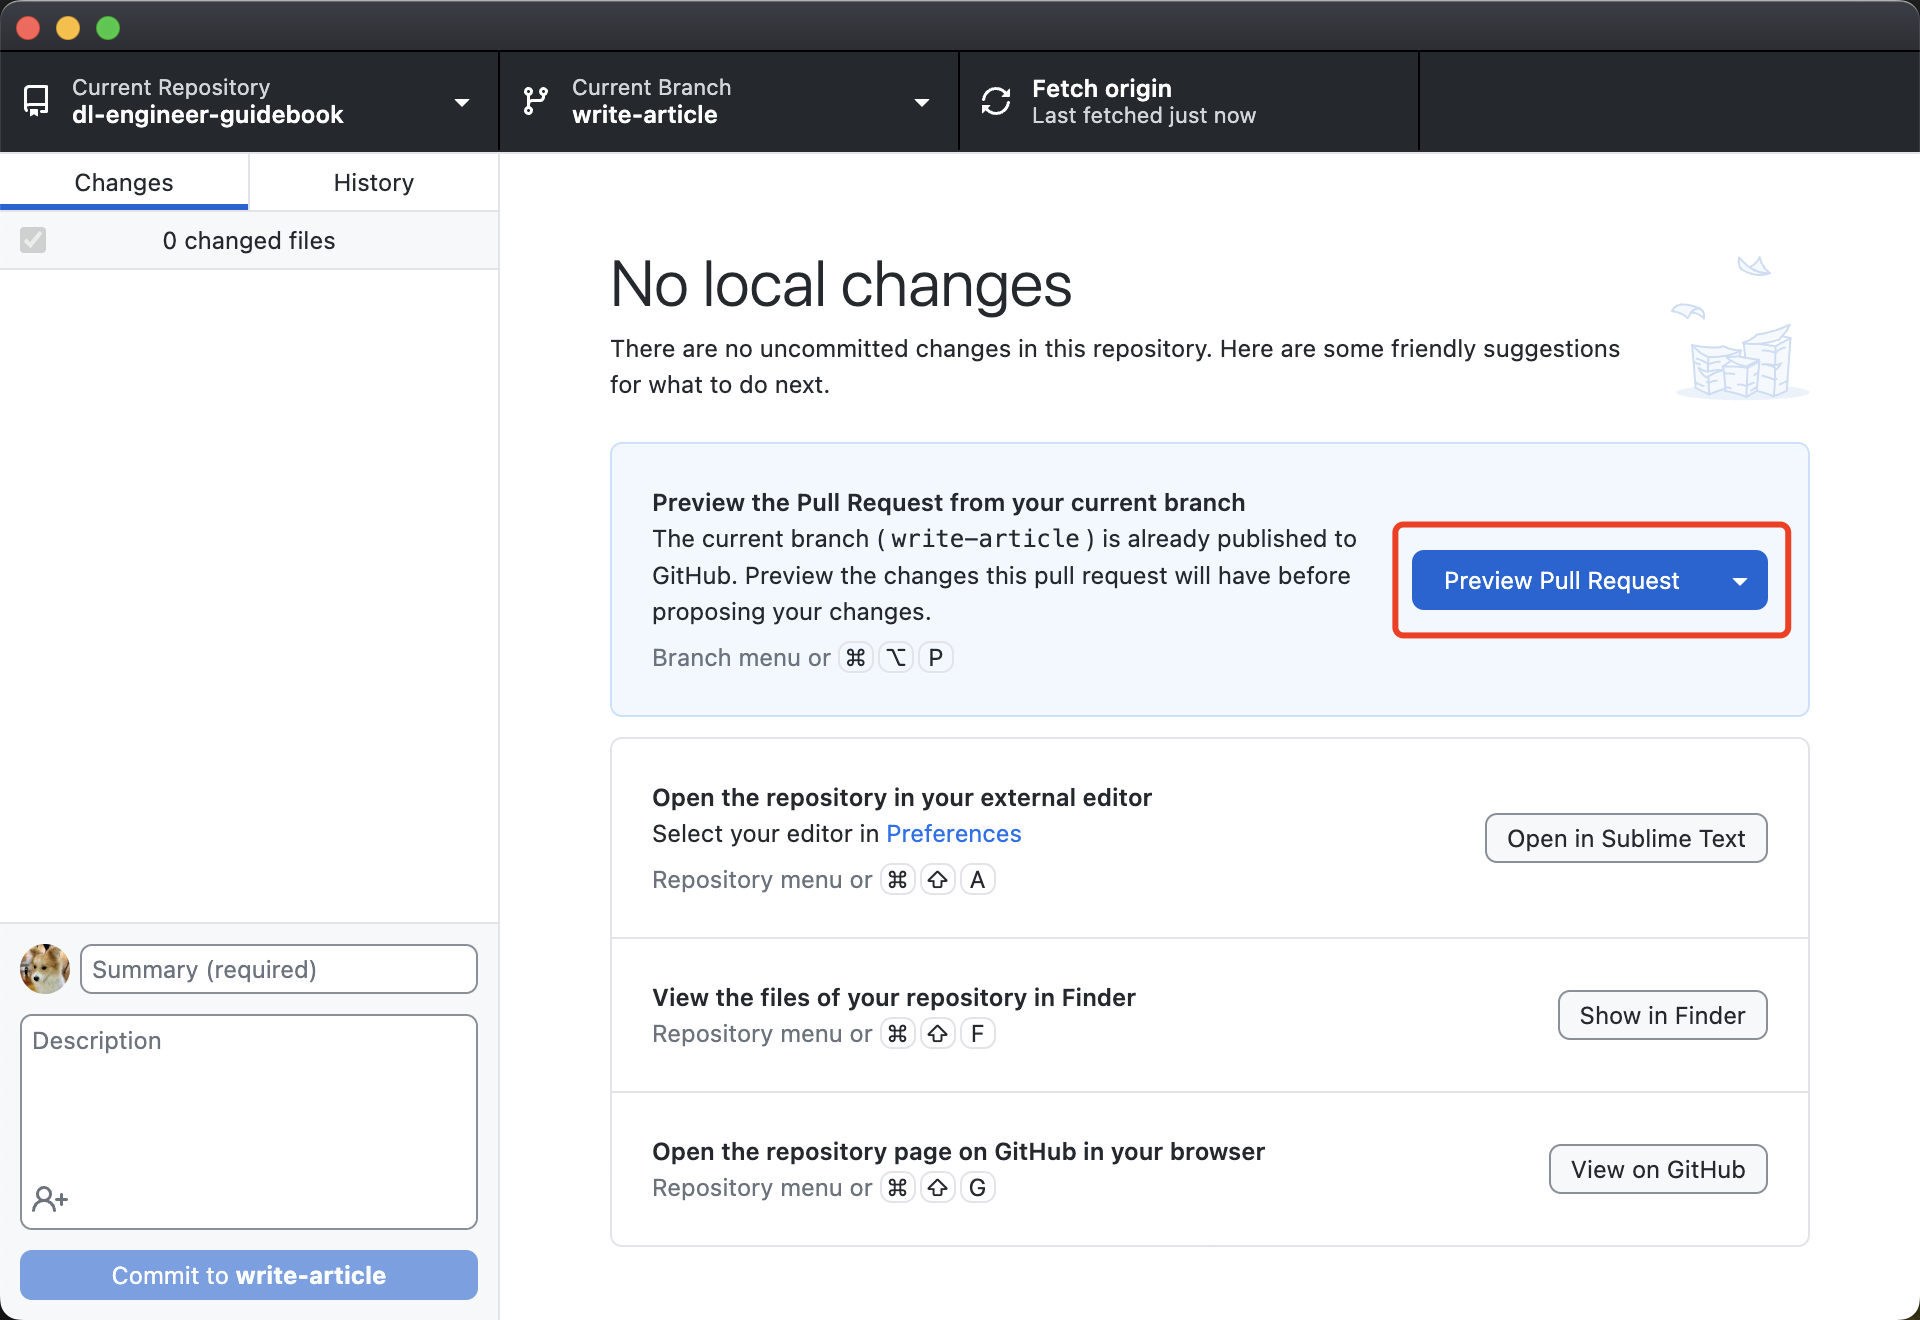 Current Repository
dl-engineer-guidebook
Current Branch
write-article
Fetch origin
Last fetched just now
Changes
History
0 changed files
No local changes
There are no uncommitted changes in this repository. Here are some friendly suggestions
for what to do next.
Preview the Pull Request from your current branch
The current branch (write-article) is already published to
GitHub. Preview the changes this pull request will have before
proposing your changes.
Branch menu or ⌘ ⌥ P
Preview Pull Request
Open the repository in your external editor
Select your editor in Preferences
Repository menu or ⌘ ⇧ A
Open in Sublime Text
View the files of your repository in Finder
Repository menu or ⌘ ⇧ F
Show in Finder
Open the repository page on GitHub in your browser
Repository menu or ⌘ ⇧ G
View on GitHub
Summary (required)
Description
Commit to write-article